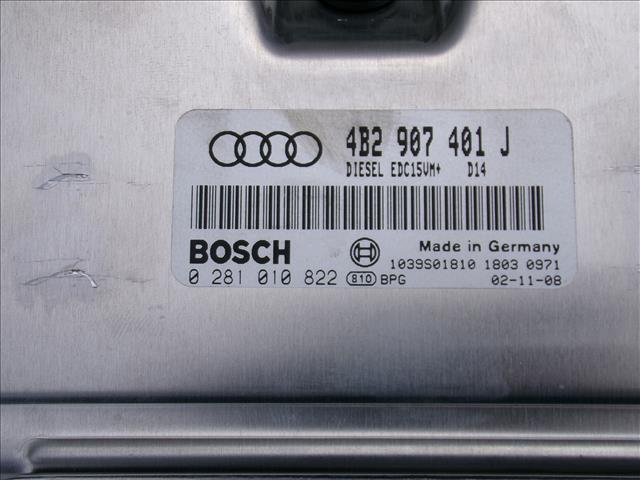 4B2 907 401 J
DIESEL EDC15VM+ D14
BOSCH
Made in Germany
1039S01810 1803 0971
0 281 010 822 810 BPG 02-11-08